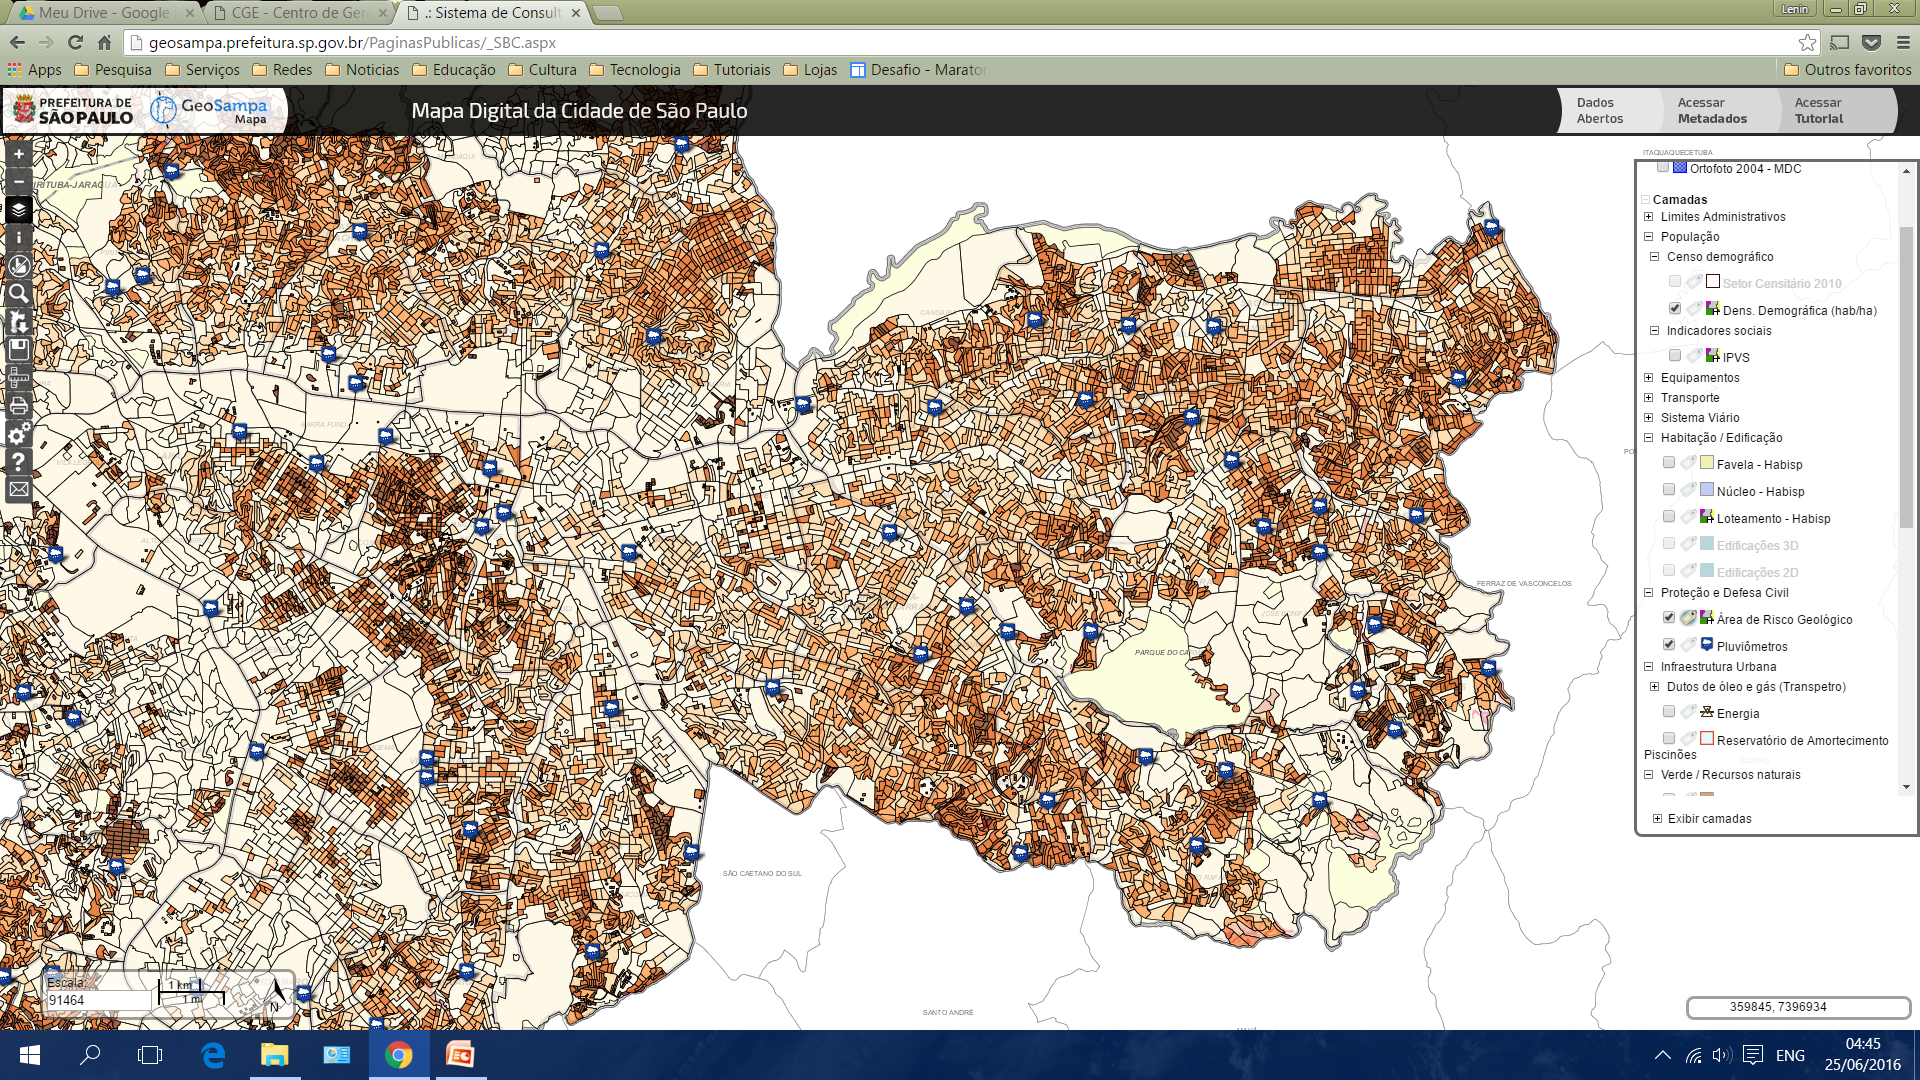 Meu Drive - Google
CGE - Centro de Ger
.: Sistema de Consult
Lenin
geosampa.prefeitura.sp.gov.br/PaginasPublicas/_SBC.aspx
Apps
Pesquisa
Serviços
Redes
Noticias
Educação
Cultura
Tecnologia
Tutoriais
Lojas
Desafio - Marato
Outros favoritos
PREFEITURA DE
SÃO PAULO
GeoSampa
Mapa
Mapa Digital da Cidade de São Paulo
Dados
Abertos
Acessar
Metadados
Acessar
Tutorial
ITAQUAQUECETUBA
Ortofoto 2004 - MDC
Camadas
Limites Administrativos
População
Censo demográfico
Setor Censitário 2010
Dens. Demográfica (hab/ha)
Indicadores sociais
IPVS
Equipamentos
Transporte
Sistema Viário
Habitação / Edificação
Favela - Habisp
Núcleo - Habisp
Loteamento - Habisp
Edificações 3D
Edificações 2D
Proteção e Defesa Civil
Área de Risco Geológico
Pluviômetros
Infraestrutura Urbana
Dutos de óleo e gás (Transpetro)
Energia
Reservatório de Amortecimento
Piscinões
Verde / Recursos naturais
Exibir camadas
IRITUBA-JARAGUA
BARRA FUND
FERRAZ DE VASCONCELOS
PARQUE DO CAR
SÃO CAETANO DO SUL
SANTO ANDRÉ
Escala:
91464
1 km
1 mi
N
359845, 7396934
ENG
04:45
25/06/2016